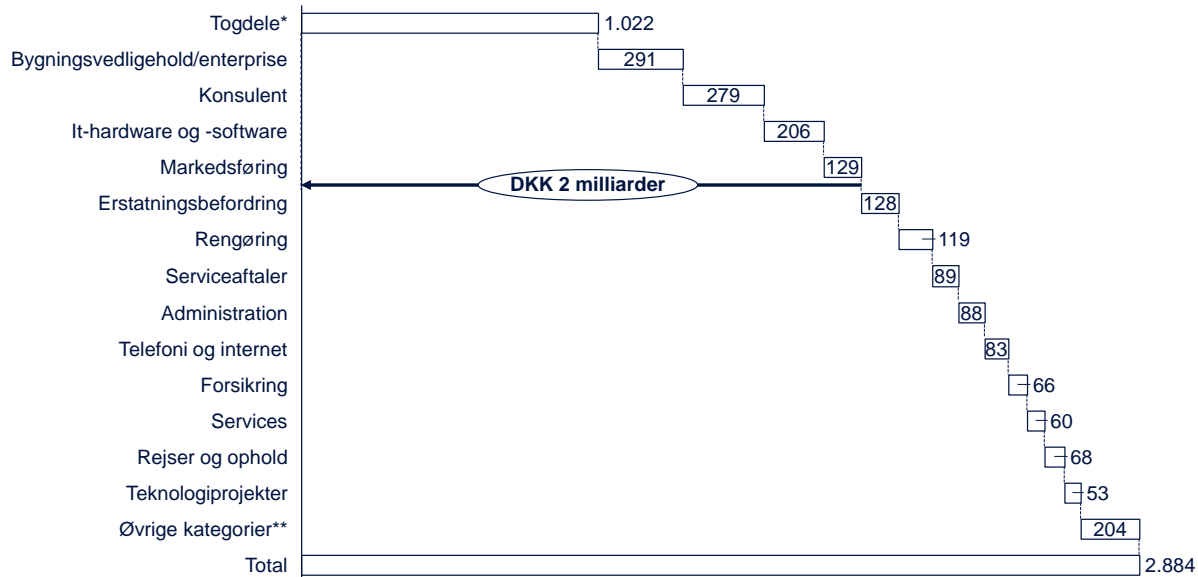 Togdele* 1.022
Bygningsvedligehold/enterprise 291
Konsulent 279
It-hardware og -software 206
Markedsføring 129
DKK 2 milliarder
Erstatningsbefordring 128
Rengøring 119
Serviceaftaler 89
Administration 88
Telefoni og internet 83
Forsikring 66
Services 60
Rejser og ophold 68
Teknologiprojekter 53
Øvrige kategorier** 204
Total 2.884